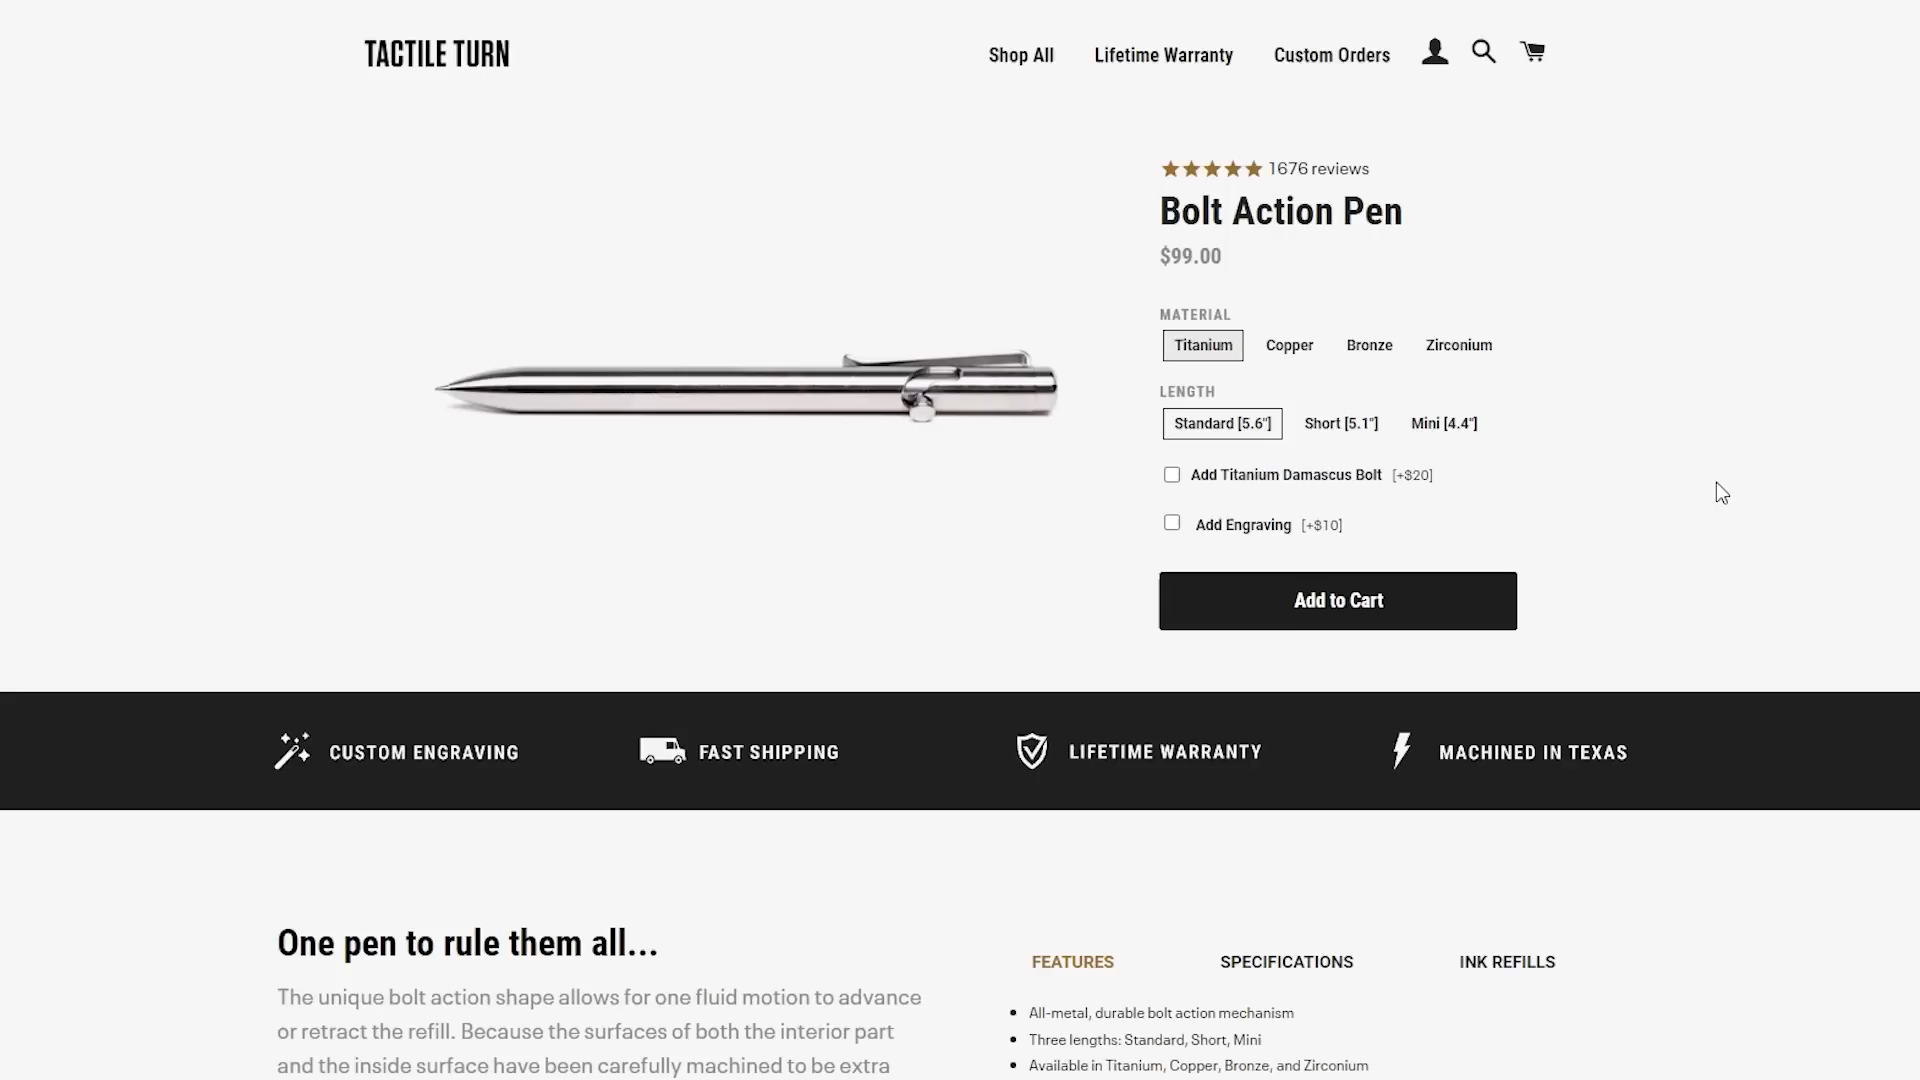 TACTILE TURN
Shop All
Lifetime Warranty
Custom Orders
1676 reviews
Bolt Action Pen
$99.00
MATERIAL
Titanium
Copper
Bronze
Zirconium
LENGTH
Standard [5.6"]
Short [5.1"]
Mini [4.4"]
Add Titanium Damascus Bolt [+$20]
Add Engraving [+$10]
Add to Cart
CUSTOM ENGRAVING
FAST SHIPPING
LIFETIME WARRANTY
MACHINED IN TEXAS
One pen to rule them all...
The unique bolt action shape allows for one fluid motion to advance
or retract the refill. Because the surfaces of both the interior part
and the inside surface have been carefully machined to be extra
FEATURES
SPECIFICATIONS
INK REFILLS
All-metal, durable bolt action mechanism
Three lengths: Standard, Short, Mini
Available in Titanium, Copper, Bronze, and Zirconium